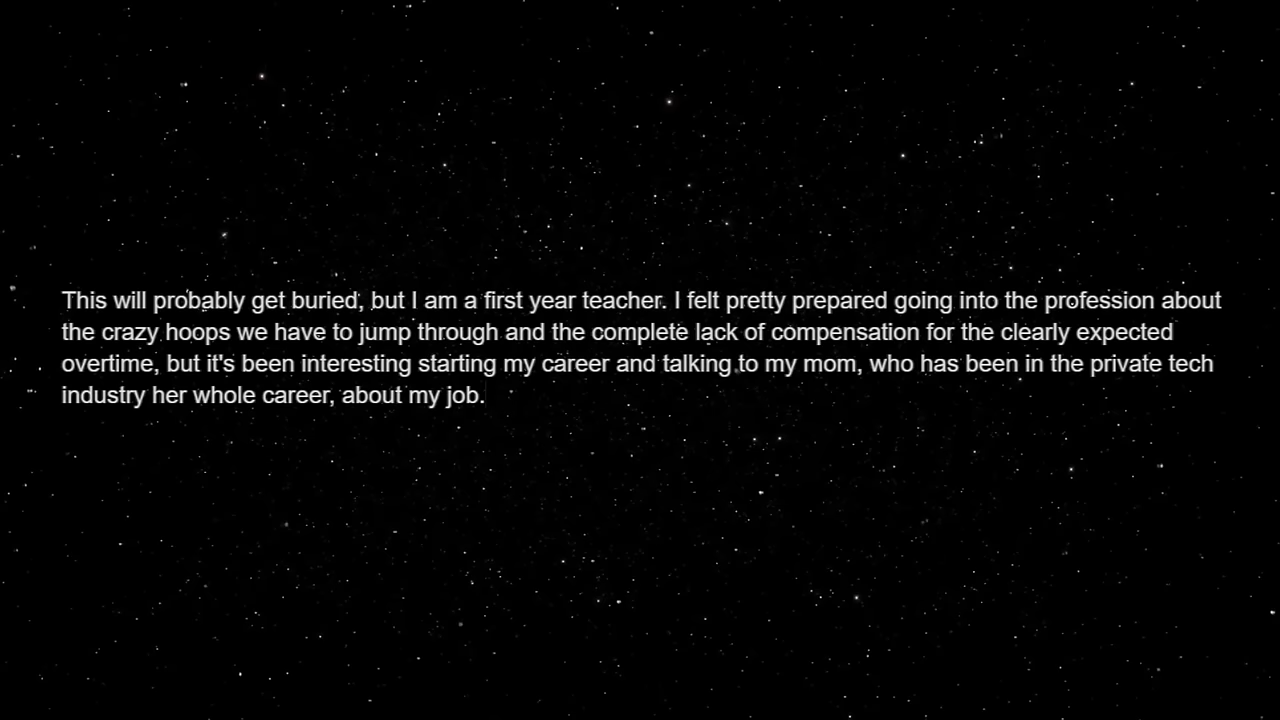 This will probably get buried, but I am a first year teacher. I felt pretty prepared going into the profession about
the crazy hoops we have to jump through and the complete lack of compensation for the clearly expected
overtime, but it's been interesting starting my career and talking to my mom, who has been in the private tech
industry her whole career, about my job.